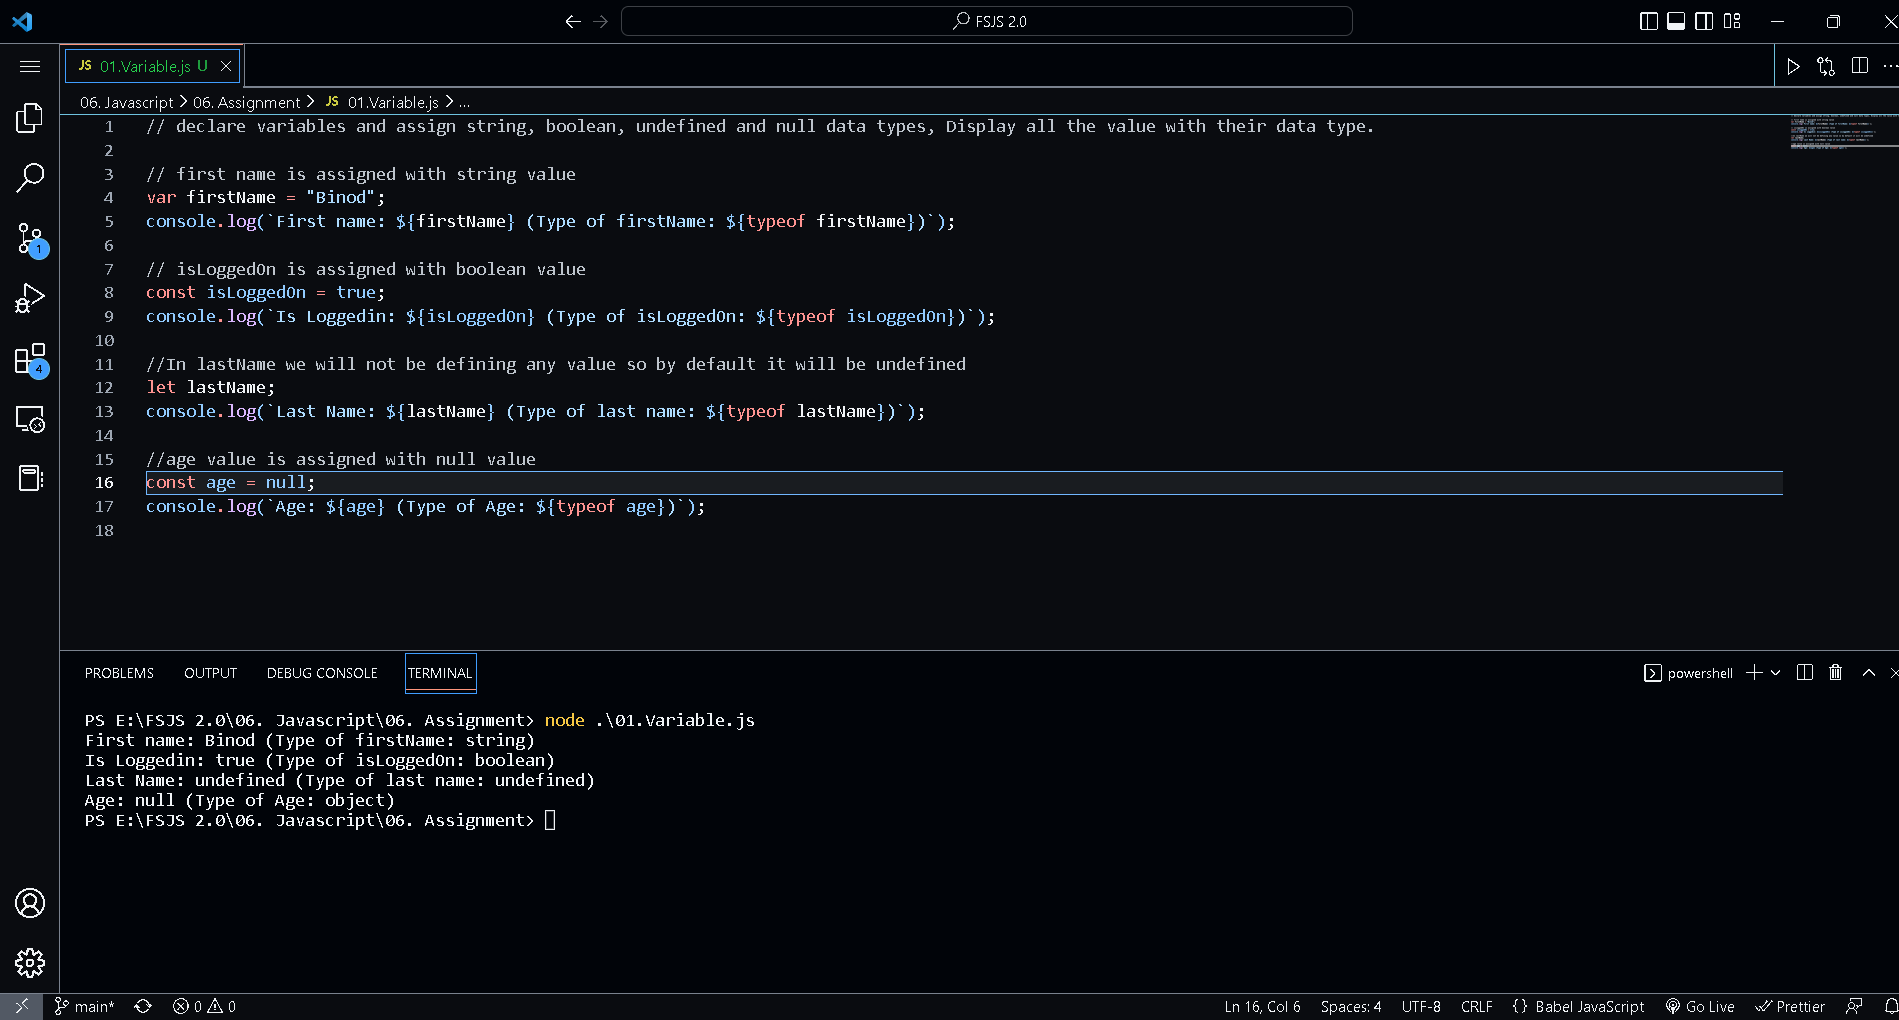 FSJS 2.0
JS 01.Variable.js U
06. Javascript > 06. Assignment > JS 01.Variable.js > ...
1 // declare variables and assign string, boolean, undefined and null data types, Display all the value with their data type.
2
3 // first name is assigned with string value
4 var firstName = "Binod";
5 console.log(`First name: ${firstName} (Type of firstName: ${typeof firstName})`);
6
7 // isLoggedOn is assigned with boolean value
8 const isLoggedOn = true;
9 console.log(`Is Loggedin: ${isLoggedOn} (Type of isLoggedOn: ${typeof isLoggedOn})`);
10
11 //In lastName we will not be defining any value so by default it will be undefined
12 let lastName;
13 console.log(`Last Name: ${lastName} (Type of last name: ${typeof lastName})`);
14
15 //age value is assigned with null value
16 const age = null;
17 console.log(`Age: ${age} (Type of Age: ${typeof age})`);
18
1
4
PROBLEMS OUTPUT DEBUG CONSOLE TERMINAL
powershell
PS E:\FSJS 2.0\06. Javascript\06. Assignment> node .\01.Variable.js
First name: Binod (Type of firstName: string)
Is Loggedin: true (Type of isLoggedOn: boolean)
Last Name: undefined (Type of last name: undefined)
Age: null (Type of Age: object)
PS E:\FSJS 2.0\06. Javascript\06. Assignment>
main* 0 0 Ln 16, Col 6 Spaces: 4 UTF-8 CRLF {} Babel JavaScript Go Live Prettier